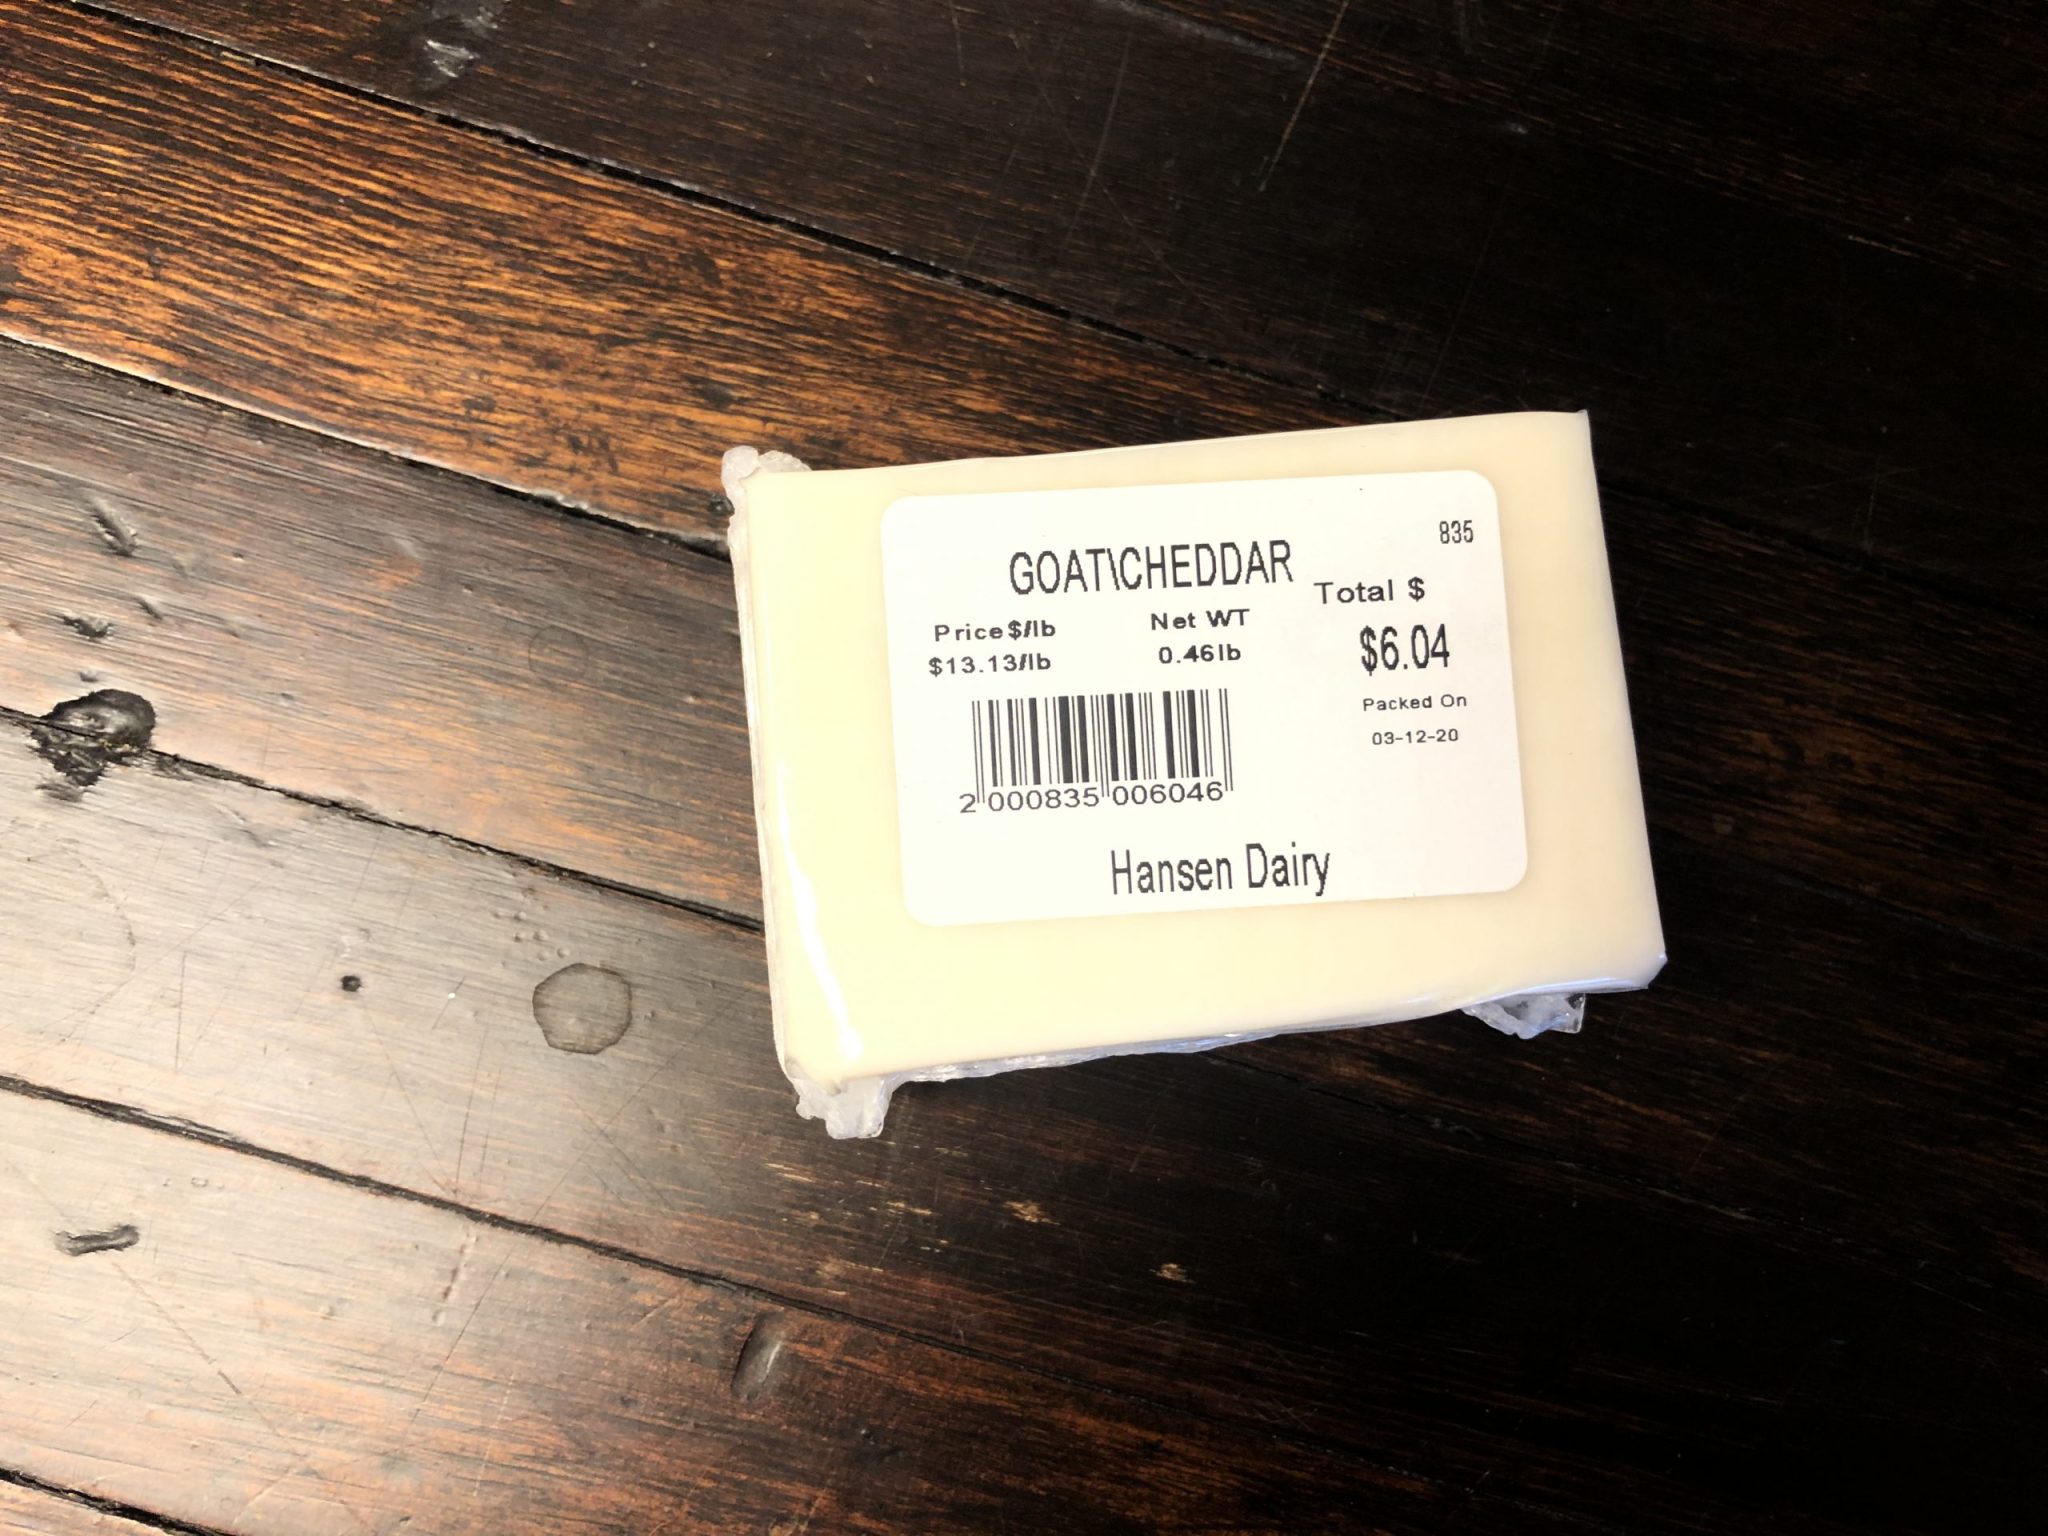 835
GOAT\CHEDDAR
Price$/lb Net WT Total $
$13.13/lb 0.46lb $6.04
Packed On
03-12-20
2 000835 006046
Hansen Dairy